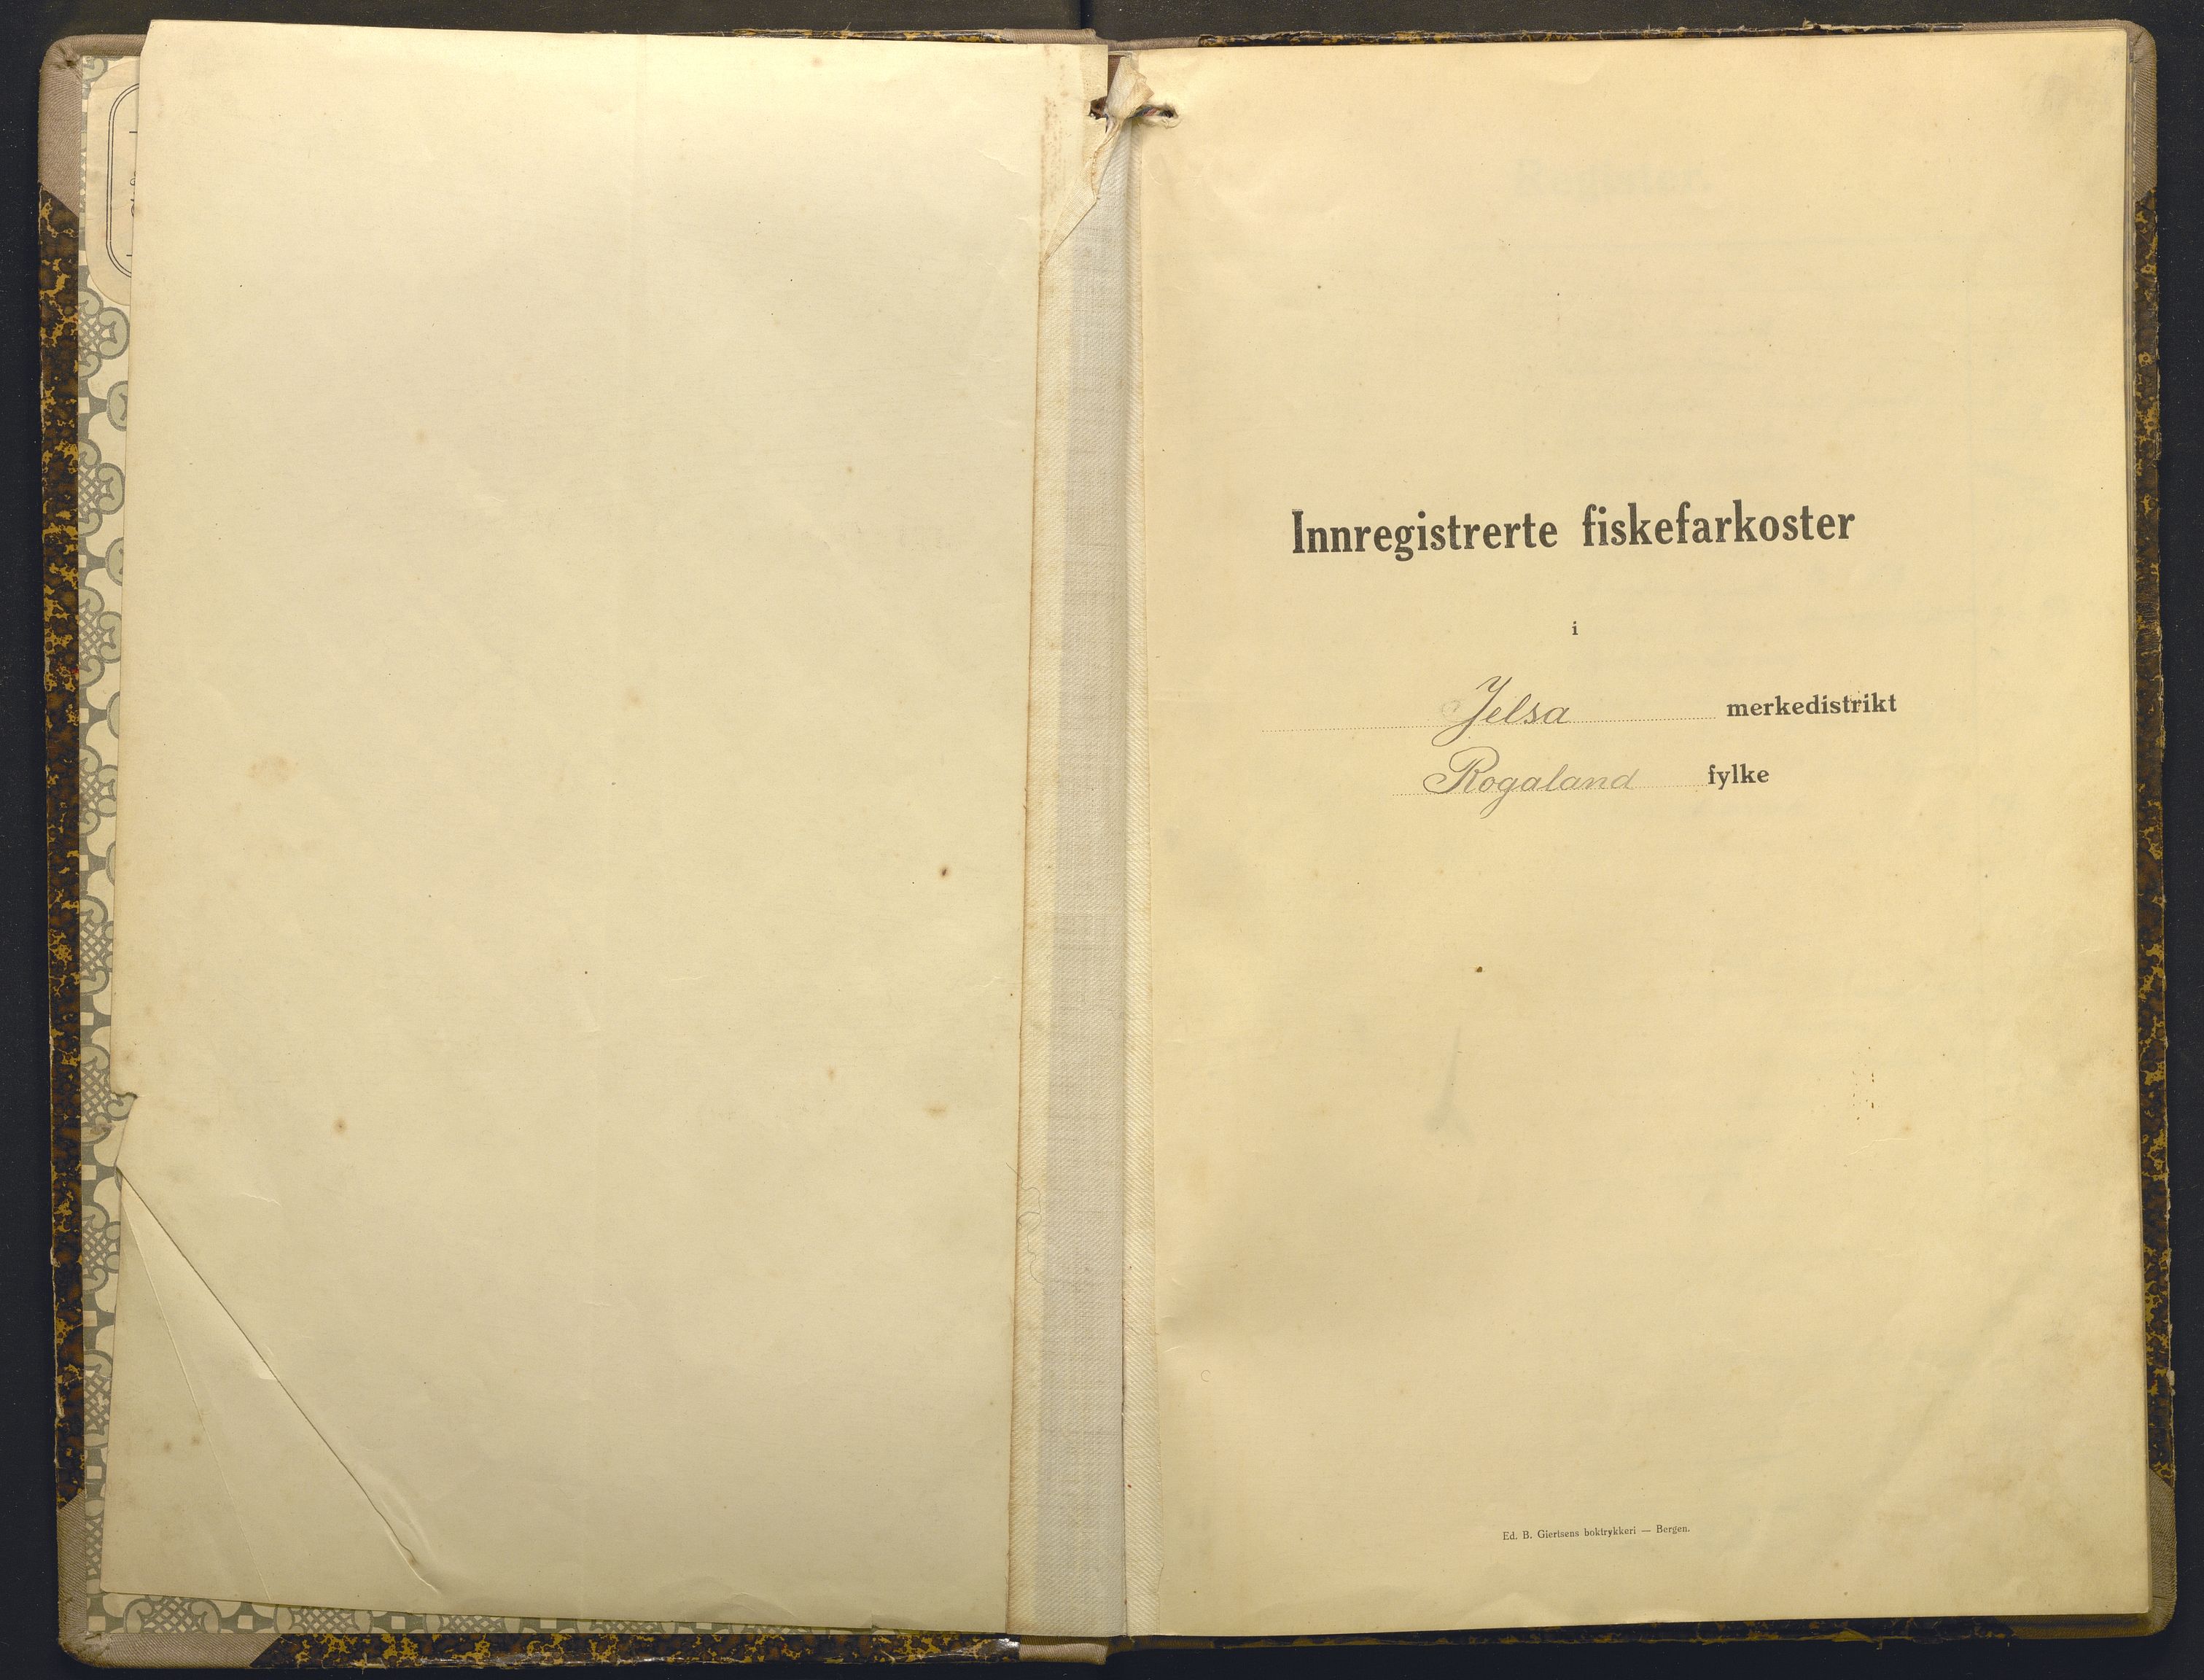 Innregistrerte fiskefarkoster
i
Jelsa merkedistrikt
Rogaland fylke
Ed. B. Giertsens boktrykkeri — Bergen.